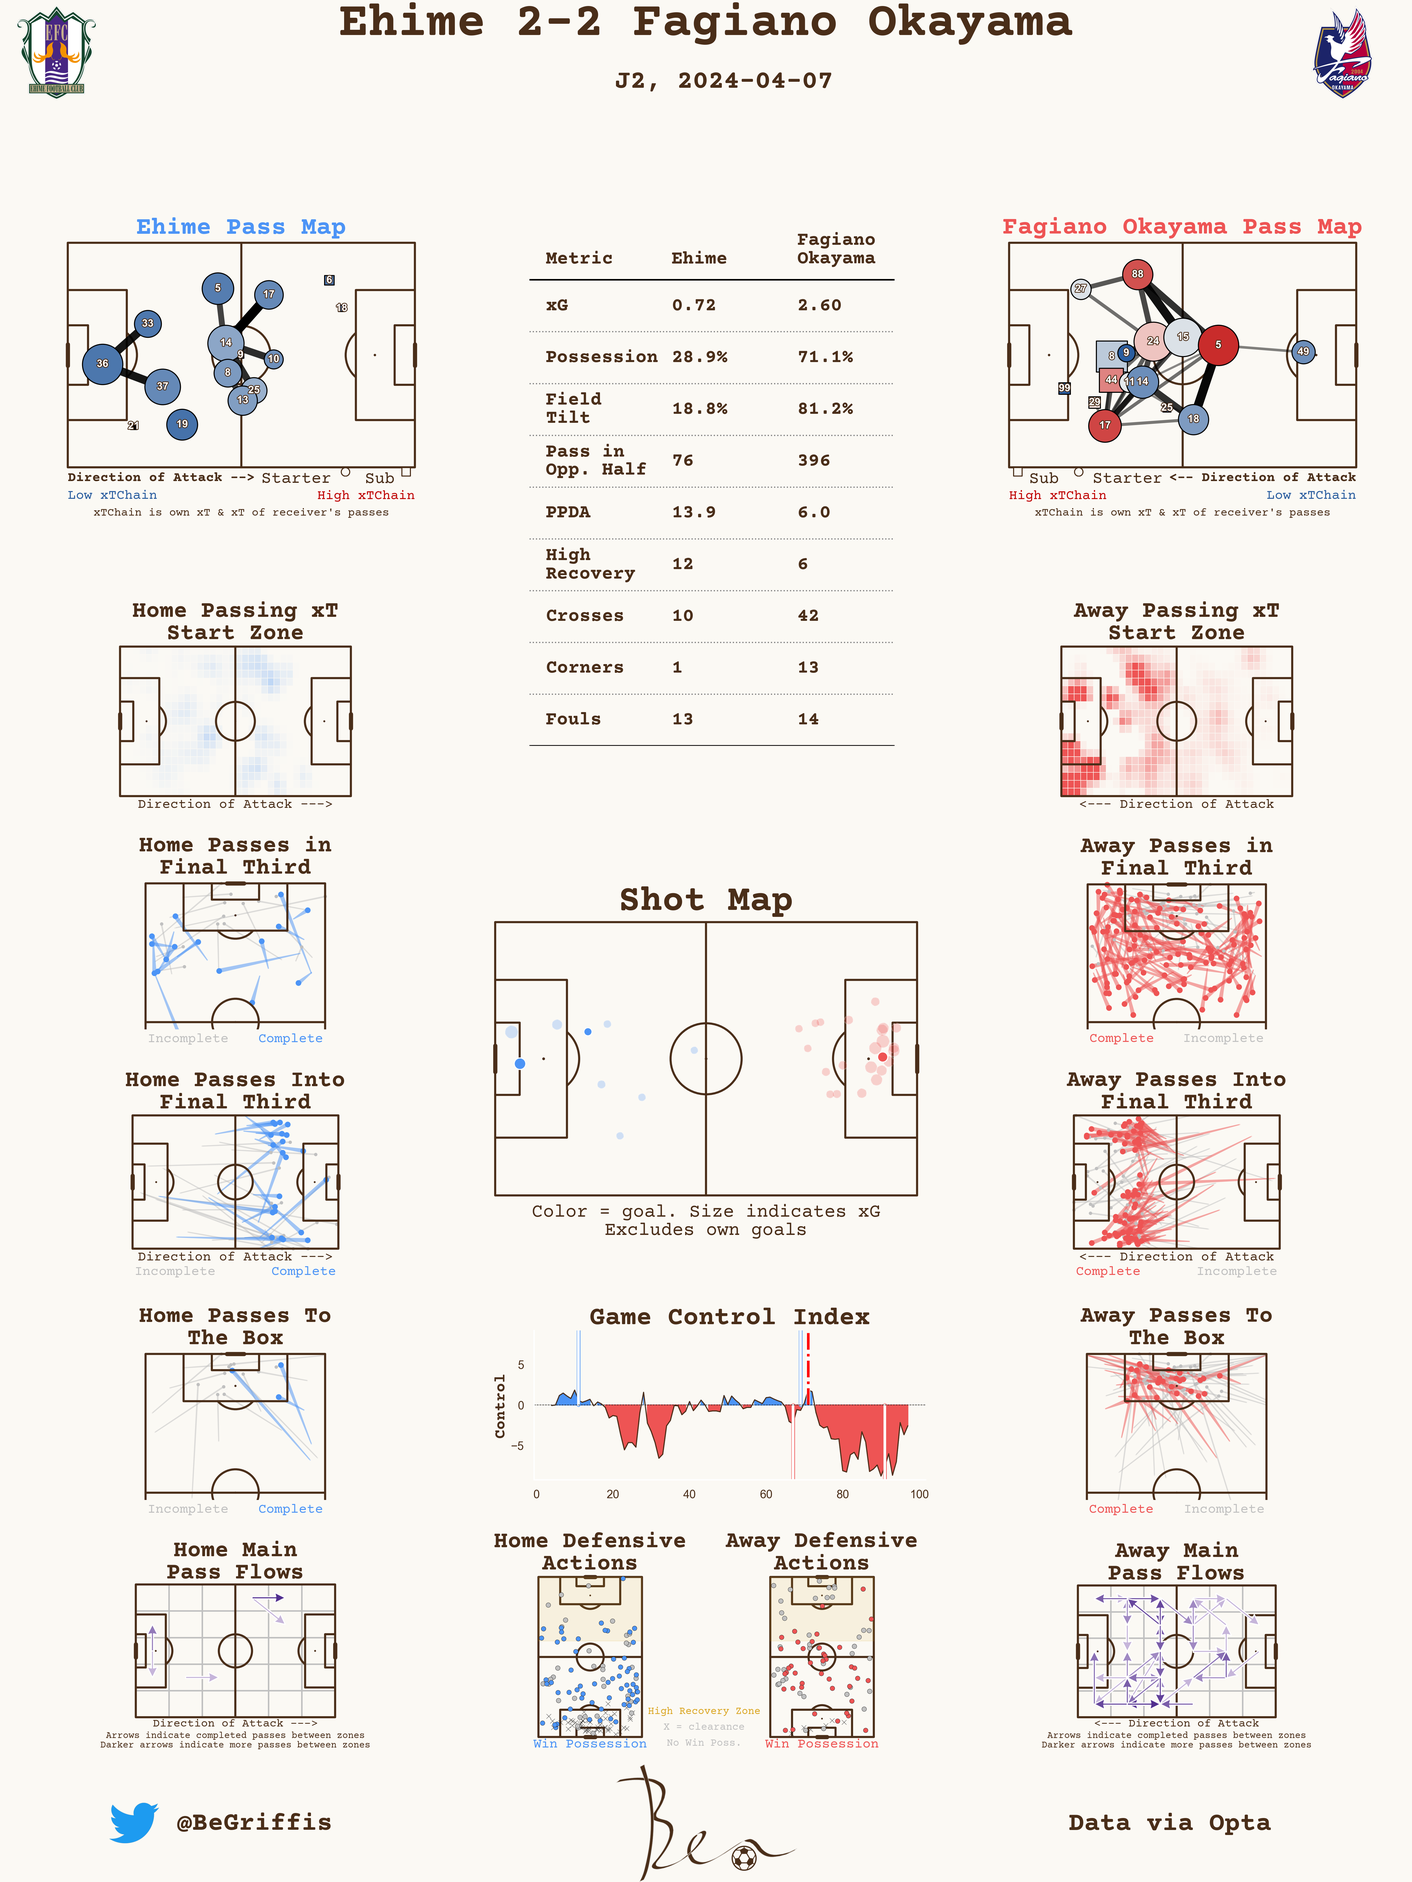 Ehime 2-2 Fagiano Okayama
J2, 2024-04-07
EFC
EHIME FOOTBALL CLUB
Fagiano
OKAYAMA
Ehime Pass Map
5
17
6
18
33
14
9
10
36
8
37
25
13
21
19
Direction of Attack --> Starter Sub
Low xTChain High xTChain
xTChain is own xT & xT of receiver's passes
Metric Ehime Fagiano
Okayama
xG 0.72 2.60
Possession 28.9% 71.1%
Field
Tilt 18.8% 81.2%
Pass in
Opp. Half 76 396
PPDA 13.9 6.0
High
Recovery 12 6
Crosses 10 42
Corners 1 13
Fouls 13 14
Fagiano Okayama Pass Map
88
27
24
15
5
8
9
49
44
11
14
99
29
25
17
18
Sub Starter <-- Direction of Attack
High xTChain Low xTChain
xTChain is own xT & xT of receiver's passes
Home Passing xT
Start Zone
Direction of Attack --->
Away Passing xT
Start Zone
<--- Direction of Attack
Home Passes in
Final Third
Incomplete Complete
Away Passes in
Final Third
Complete Incomplete
Shot Map
Color = goal. Size indicates xG
Excludes own goals
Home Passes Into
Final Third
Direction of Attack --->
Incomplete Complete
Away Passes Into
Final Third
<--- Direction of Attack
Complete Incomplete
Home Passes To
The Box
Incomplete Complete
Game Control Index
Control
5
0
−5
0 20 40 60 80 100
Away Passes To
The Box
Complete Incomplete
Home Main
Pass Flows
Direction of Attack --->
Arrows indicate completed passes between zones
Darker arrows indicate more passes between zones
Home Defensive
Actions
Win Possession
High Recovery Zone
X = clearance
No Win Poss.
Away Defensive
Actions
Win Possession
Away Main
Pass Flows
<--- Direction of Attack
Arrows indicate completed passes between zones
Darker arrows indicate more passes between zones
@BeGriffis
Ben
Data via Opta